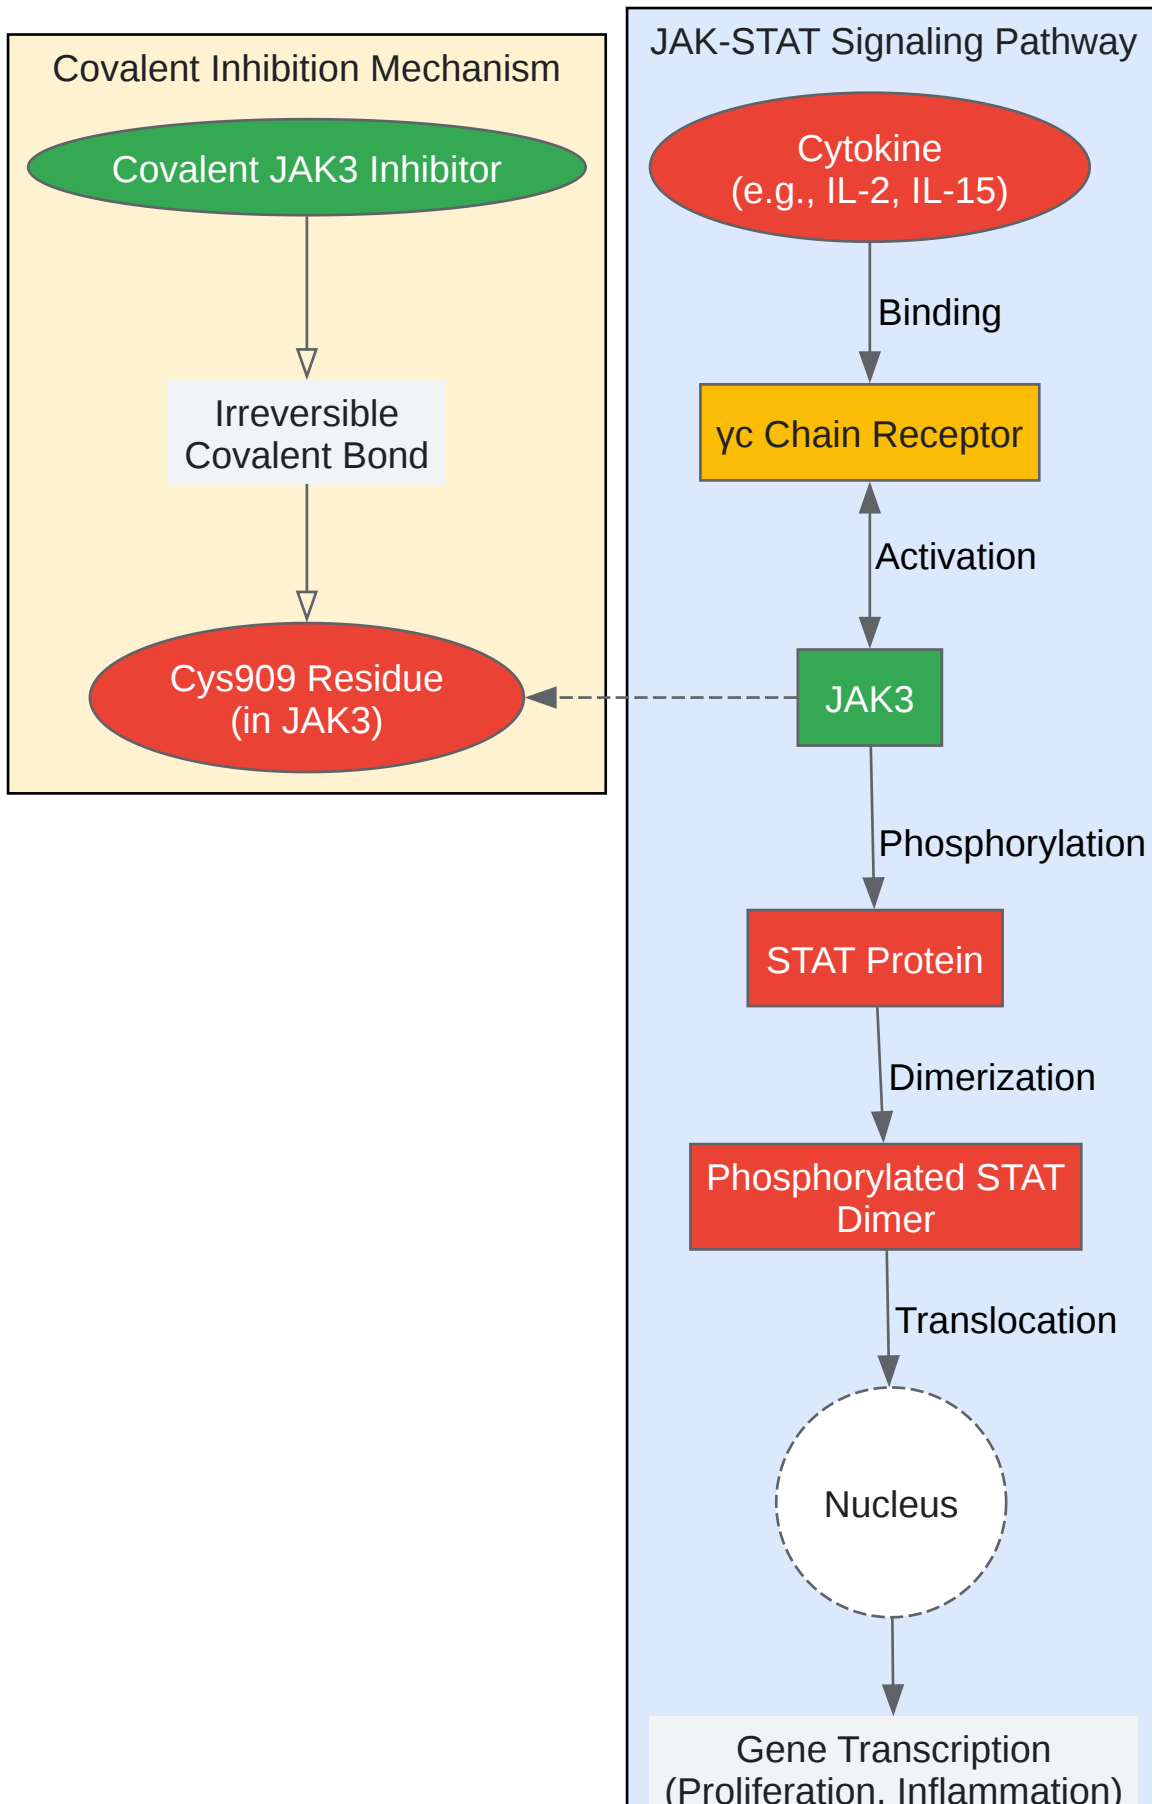 Covalent Inhibition Mechanism
Covalent JAK3 Inhibitor
Irreversible
Covalent Bond
Cys909 Residue
(in JAK3)
JAK-STAT Signaling Pathway
Cytokine
(e.g., IL-2, IL-15)
Binding
γc Chain Receptor
Activation
JAK3
Phosphorylation
STAT Protein
Dimerization
Phosphorylated STAT
Dimer
Translocation
Nucleus
Gene Transcription
(Proliferation, Inflammation)